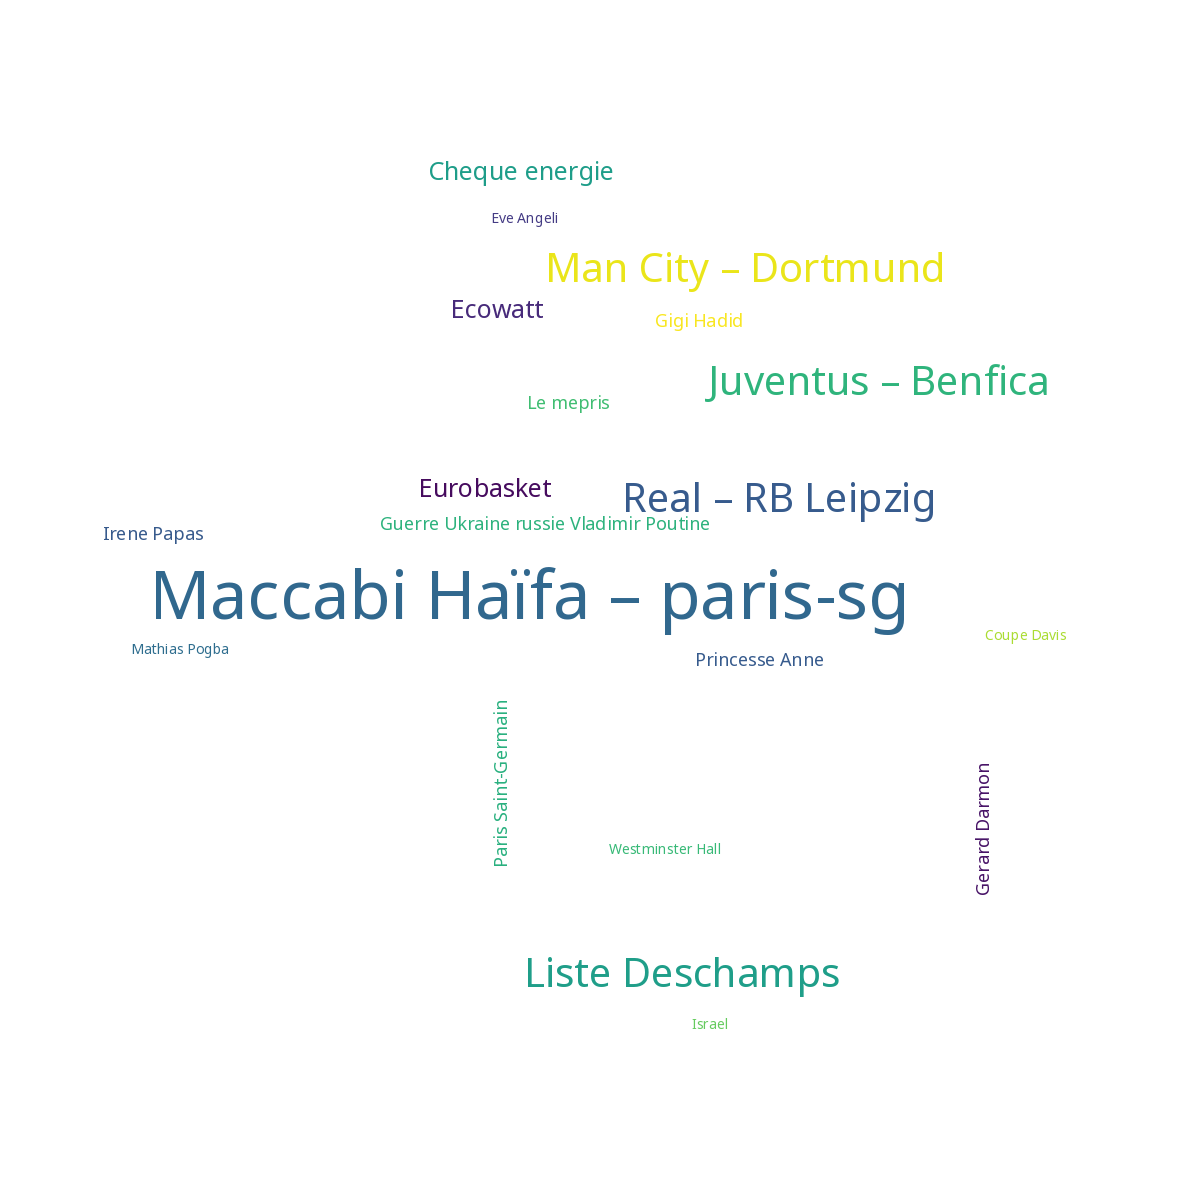 Cheque energie
Eve Angeli
Man City – Dortmund
Ecowatt
Gigi Hadid
Juventus – Benfica
Le mepris
Eurobasket
Real – RB Leipzig
Guerre Ukraine russie Vladimir Poutine
Irene Papas
Maccabi Haïfa – paris-sg
Coupe Davis
Mathias Pogba
Princesse Anne
Paris Saint-Germain
Gerard Darmon
Westminster Hall
Liste Deschamps
Israel